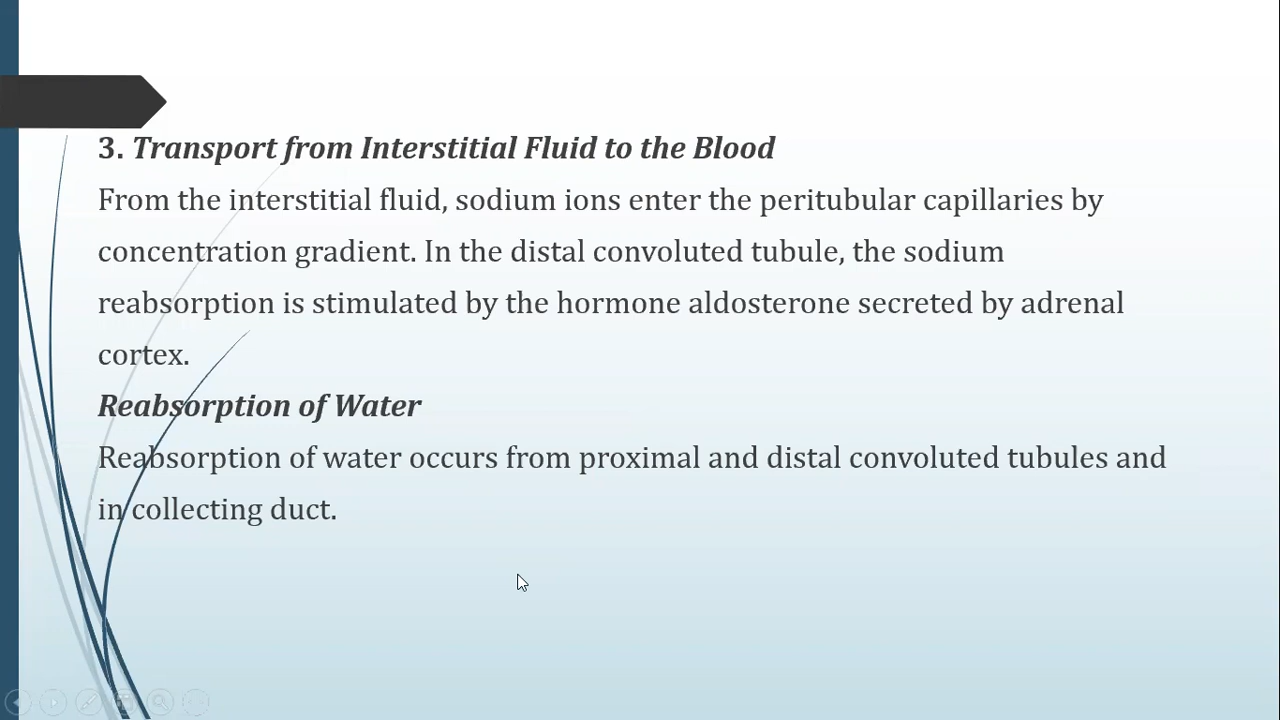 3. Transport from Interstitial Fluid to the Blood
From the interstitial fluid, sodium ions enter the peritubular capillaries by
concentration gradient. In the distal convoluted tubule, the sodium
reabsorption is stimulated by the hormone aldosterone secreted by adrenal
cortex.
Reabsorption of Water
Reabsorption of water occurs from proximal and distal convoluted tubules and
in collecting duct.